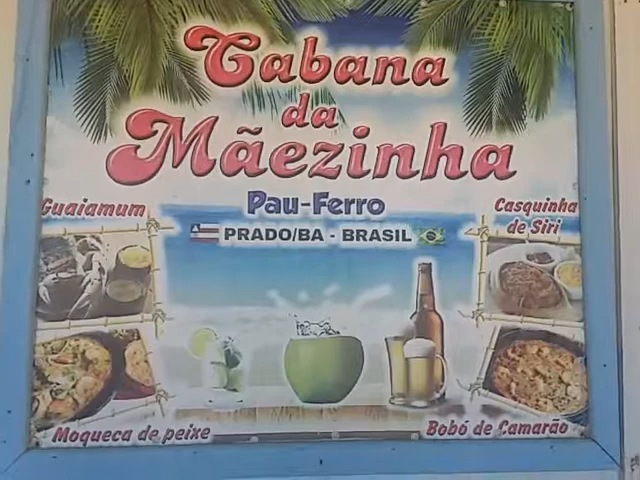 Cabana
da
Mãezinha
Pau-Ferro
PRADO/BA - BRASIL
Guaiamum
Casquinha
de Siri
Moqueca de peixe
Bobó de Camarão